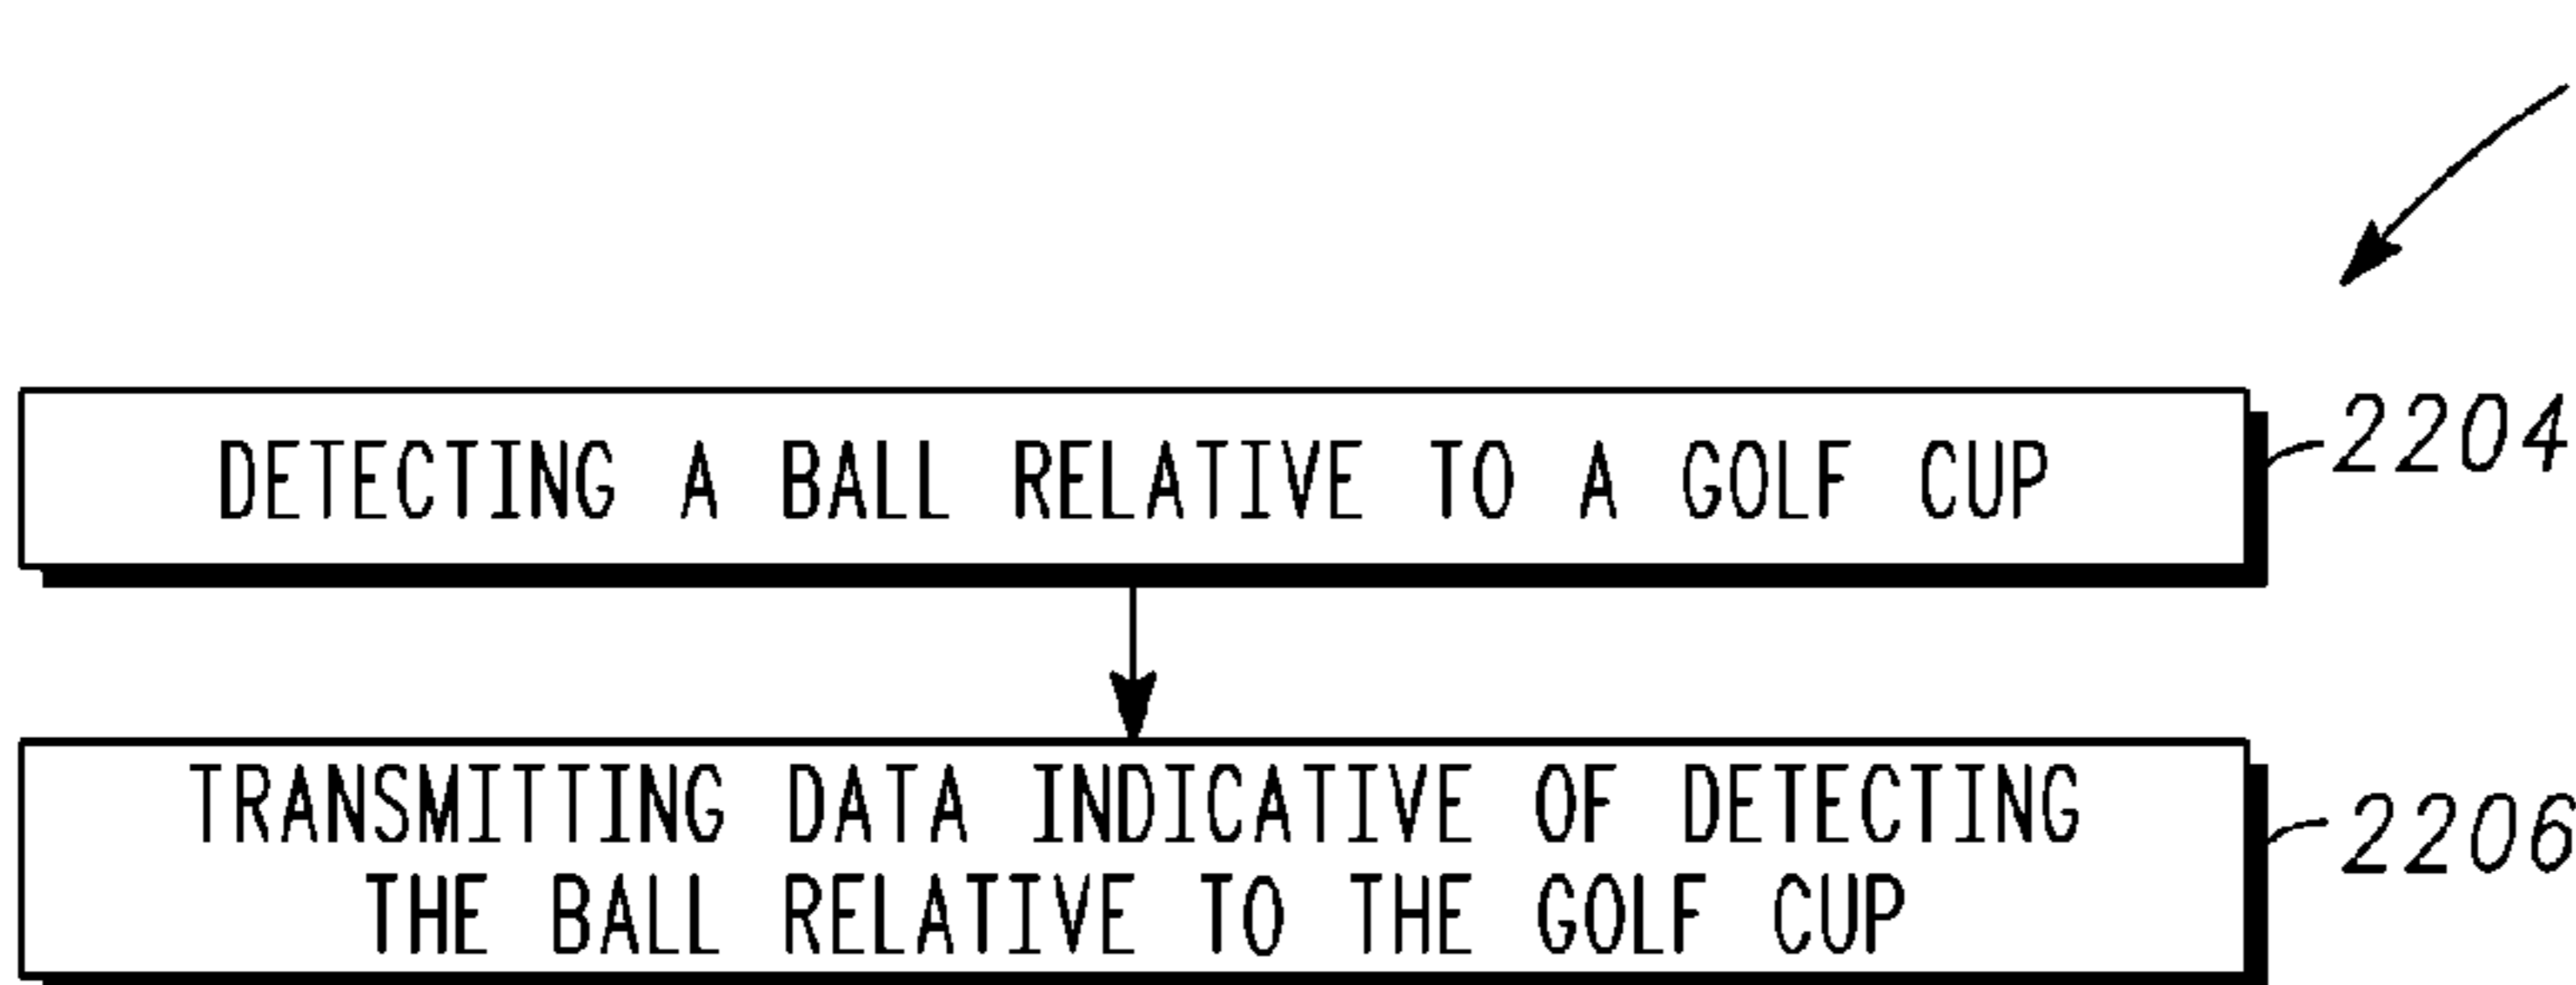 DETECTING A BALL RELATIVE TO A GOLF CUP
2204
TRANSMITTING DATA INDICATIVE OF DETECTING
THE BALL RELATIVE TO THE GOLF CUP
2206